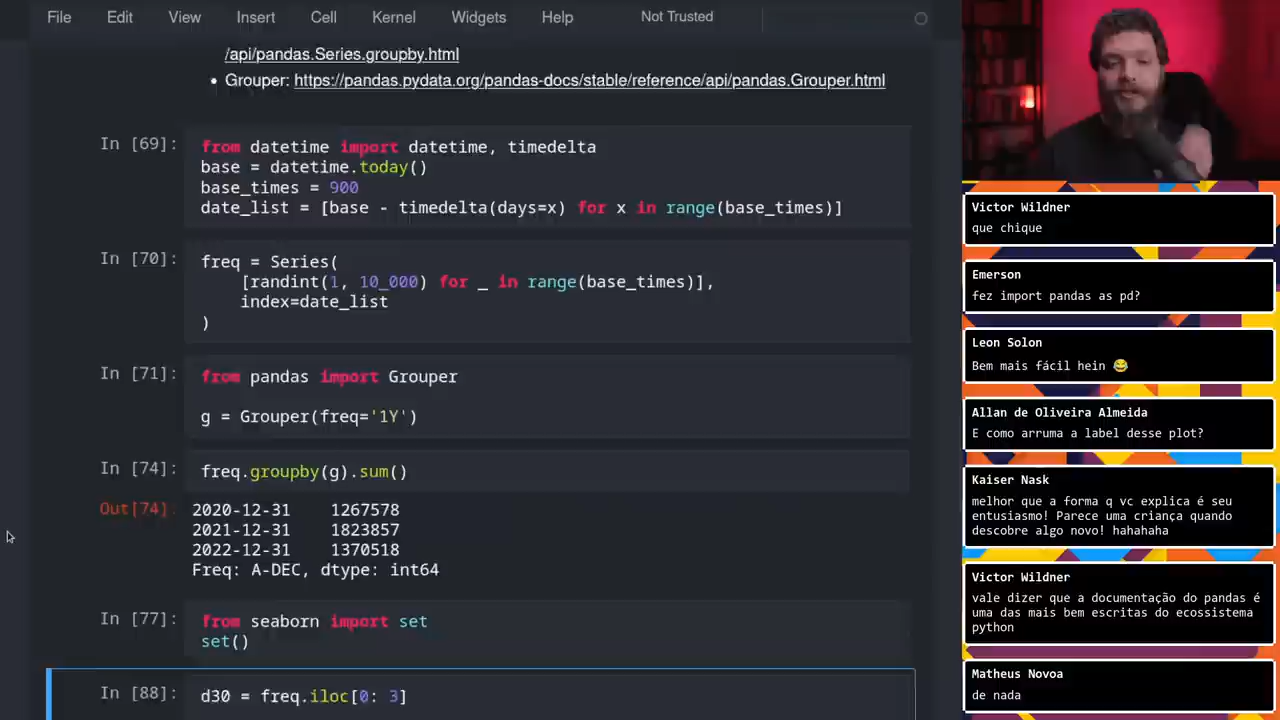 File Edit View Insert Cell Kernel Widgets Help Not Trusted
/api/pandas.Series.groupby.html
• Grouper: https://pandas.pydata.org/pandas-docs/stable/reference/api/pandas.Grouper.html
In [69]: from datetime import datetime, timedelta
base = datetime.today()
base_times = 900
date_list = [base - timedelta(days=x) for x in range(base_times)]
In [70]: freq = Series(
[randint(1, 10_000) for _ in range(base_times)],
index=date_list
)
In [71]: from pandas import Grouper
g = Grouper(freq='1Y')
In [74]: freq.groupby(g).sum()
Out[74]: 2020-12-31 1267578
2021-12-31 1823857
2022-12-31 1370518
Freq: A-DEC, dtype: int64
In [77]: from seaborn import set
set()
In [88]: d30 = freq.iloc[0: 3]
Victor Wildner
que chique
Emerson
fez import pandas as pd?
Leon Solon
Bem mais fácil hein 😂
Allan de Oliveira Almeida
E como arruma a label desse plot?
Kaiser Nask
melhor que a forma q vc explica é seu
entusiasmo! Parece uma criança quando
descobre algo novo! hahahaha
Victor Wildner
vale dizer que a documentação do pandas é
uma das mais bem escritas do ecossistema
python
Matheus Novoa
de nada